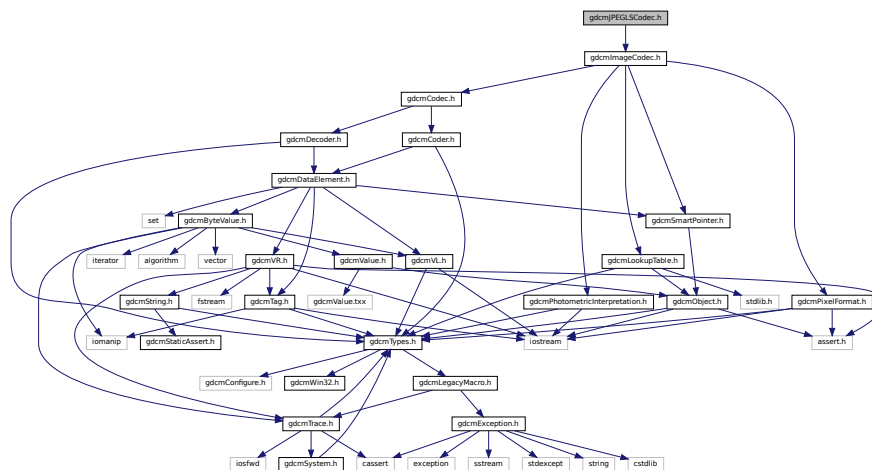 gdcmJPEGLSCodec.h
gdcmImageCodec.h
gdcmCodec.h
gdcmDecoder.h
gdcmCoder.h
gdcmDataElement.h
set
gdcmByteValue.h
gdcmSmartPointer.h
iterator
algorithm
vector
gdcmVR.h
gdcmValue.h
gdcmVL.h
gdcmLookupTable.h
gdcmString.h
fstream
gdcmTag.h
gdcmValue.txx
gdcmPhotometricInterpretation.h
gdcmObject.h
stdlib.h
gdcmPixelFormat.h
iomanip
gdcmStaticAssert.h
gdcmTypes.h
iostream
assert.h
gdcmConfigure.h
gdcmWin32.h
gdcmLegacyMacro.h
gdcmTrace.h
gdcmException.h
iosfwd
gdcmSystem.h
cassert
exception
sstream
stdexcept
string
cstdlib